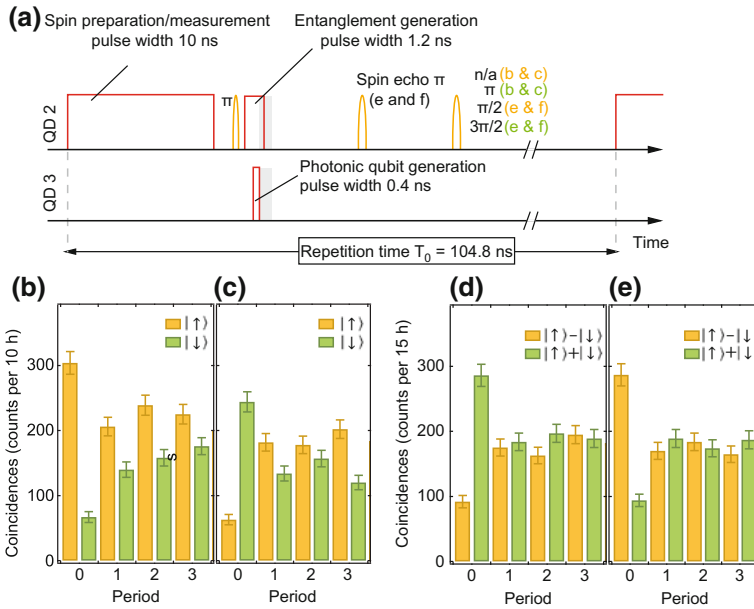 (a)
Spin preparation/measurement
pulse width 10 ns
Entanglement generation
pulse width 1.2 ns
QD 2
π
Spin echo π
(e and f)
n/a (b & c)
π (b & c)
π/2 (e & f)
3π/2 (e & f)
QD 3
Photonic qubit generation
pulse width 0.4 ns
Time
Repetition time T₀ = 104.8 ns
(b)
(c)
(d)
(e)
Coincidences (counts per 10 h)
300
200
100
0
|↑⟩
|↓⟩
s
0 1 2 3
Period
|↑⟩
|↓⟩
0 1 2 3
Period
Coincidences (counts per 15 h)
300
200
100
0
|↑⟩−|↓⟩
|↑⟩+|↓⟩
0 1 2 3
Period
|↑⟩−|↓
|↑⟩+|↓
0 1 2 3
Period